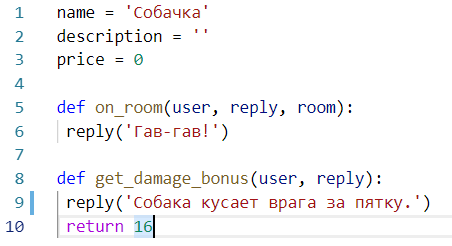 1 name = 'Собачка'
2 description = ''
3 price = 0
4
5 def on_room(user, reply, room):
6  reply('Гав-гав!')
7
8 def get_damage_bonus(user, reply):
9  reply('Собака кусает врага за пятку.')
10  return 16